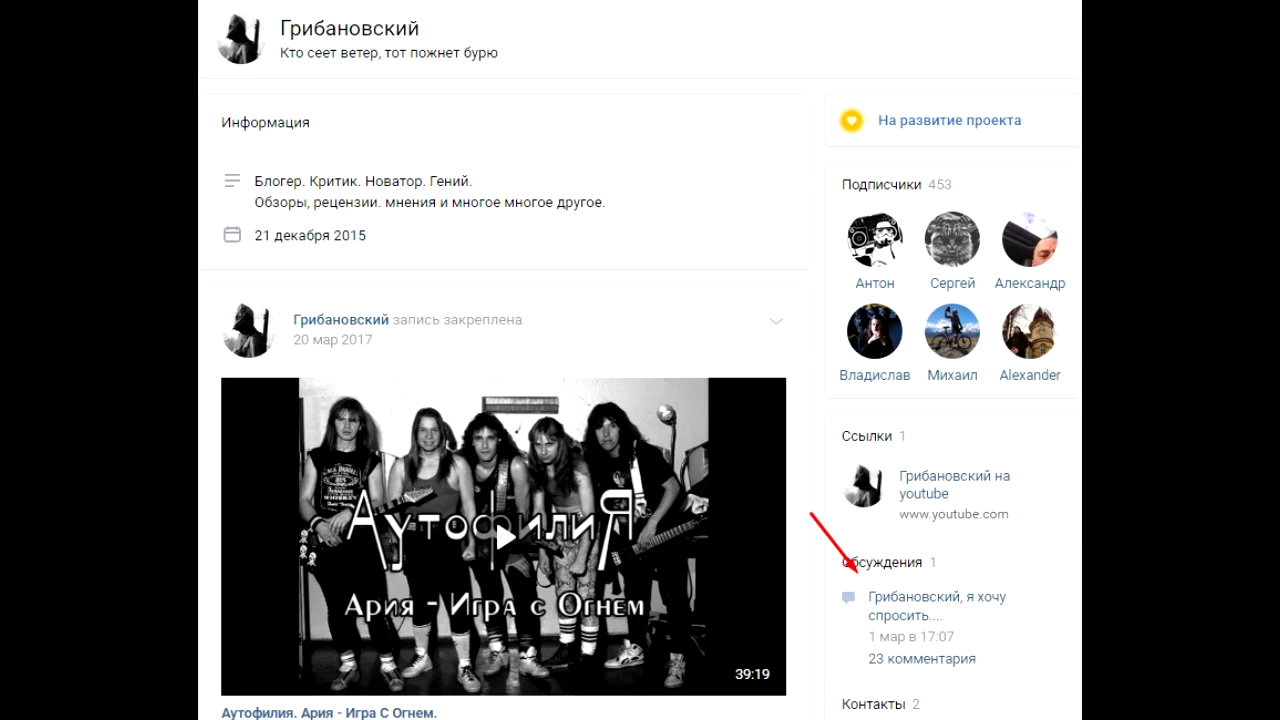 Грибановский
Кто сеет ветер, тот пожнет бурю
Информация
Блогер. Критик. Новатор. Гений.
Обзоры, рецензии. мнения и многое многое другое.
21 декабря 2015
Грибановский запись закреплена
20 мар 2017
АутофилиЯ
Ария - Игра с Огнем
39:19
Аутофилия. Ария - Игра С Огнем.
На развитие проекта
Подписчики 453
Антон Сергей Александр
Владислав Михаил Alexander
Ссылки 1
Грибановский на
youtube
www.youtube.com
Обсуждения 1
Грибановский, я хочу
спросить....
1 мар в 17:07
23 комментария
Контакты 2